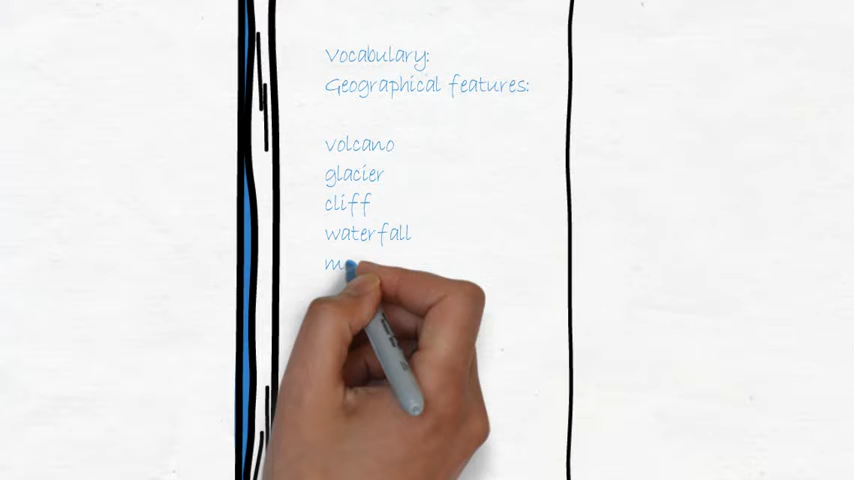 Vocabulary:
Geographical features:
volcano
glacier
cliff
waterfall
m